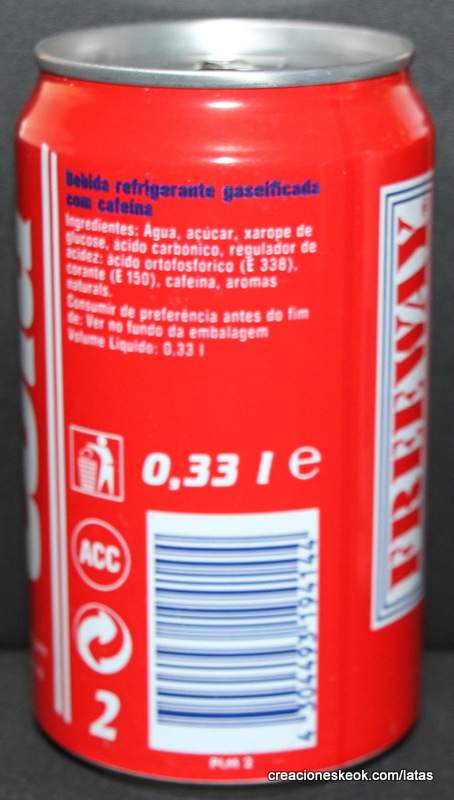 Bebida refrigerante gaseificada
com cafeína
Ingredientes: Água, açúcar, xarope de
glucose, ácido carbónico, regulador de
acidez: ácido ortofosfórico (E 338),
corante (E 150), cafeína, aromas
naturais.
Consumir de preferência antes do fim
de: Ver no fundo da embalagem
Volume Líquido: 0,33 l
0,33 l e
ACC
2
FREEWAY
PLM 2
creacioneskeok.com/latas